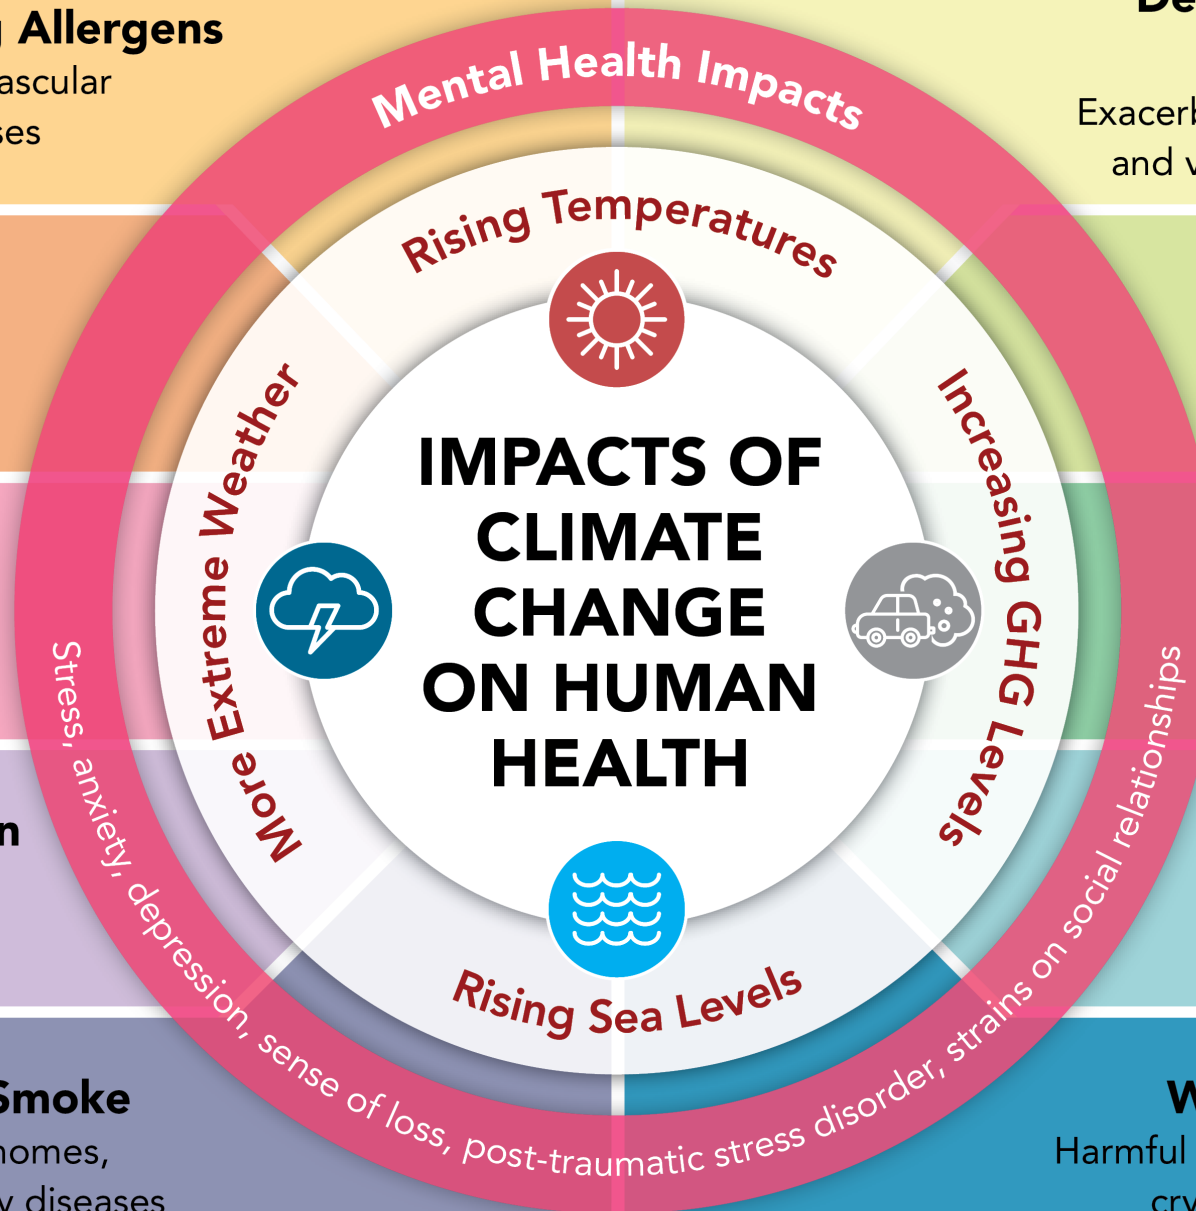 Allergens
ses
Exacerb
and v
Mental Health Impacts
Rising Temperatures
More Extreme Weather
Increasing GHG Levels
Rising Sea Levels
IMPACTS OF
CLIMATE
CHANGE
ON HUMAN
HEALTH
Stress, anxiety, depression, sense of loss, post-traumatic stress disorder, strains on social relationships
n
Smoke
homes,
y diseases
W
Harmful
cry